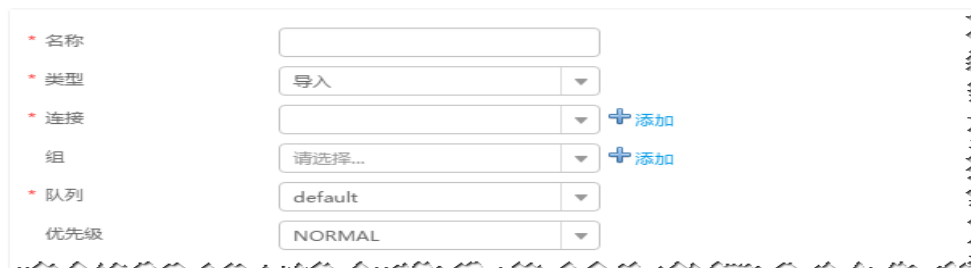 * 名称
* 类型 导入
* 连接 添加
组 请选择... 添加
* 队列 default
优先级 NORMAL